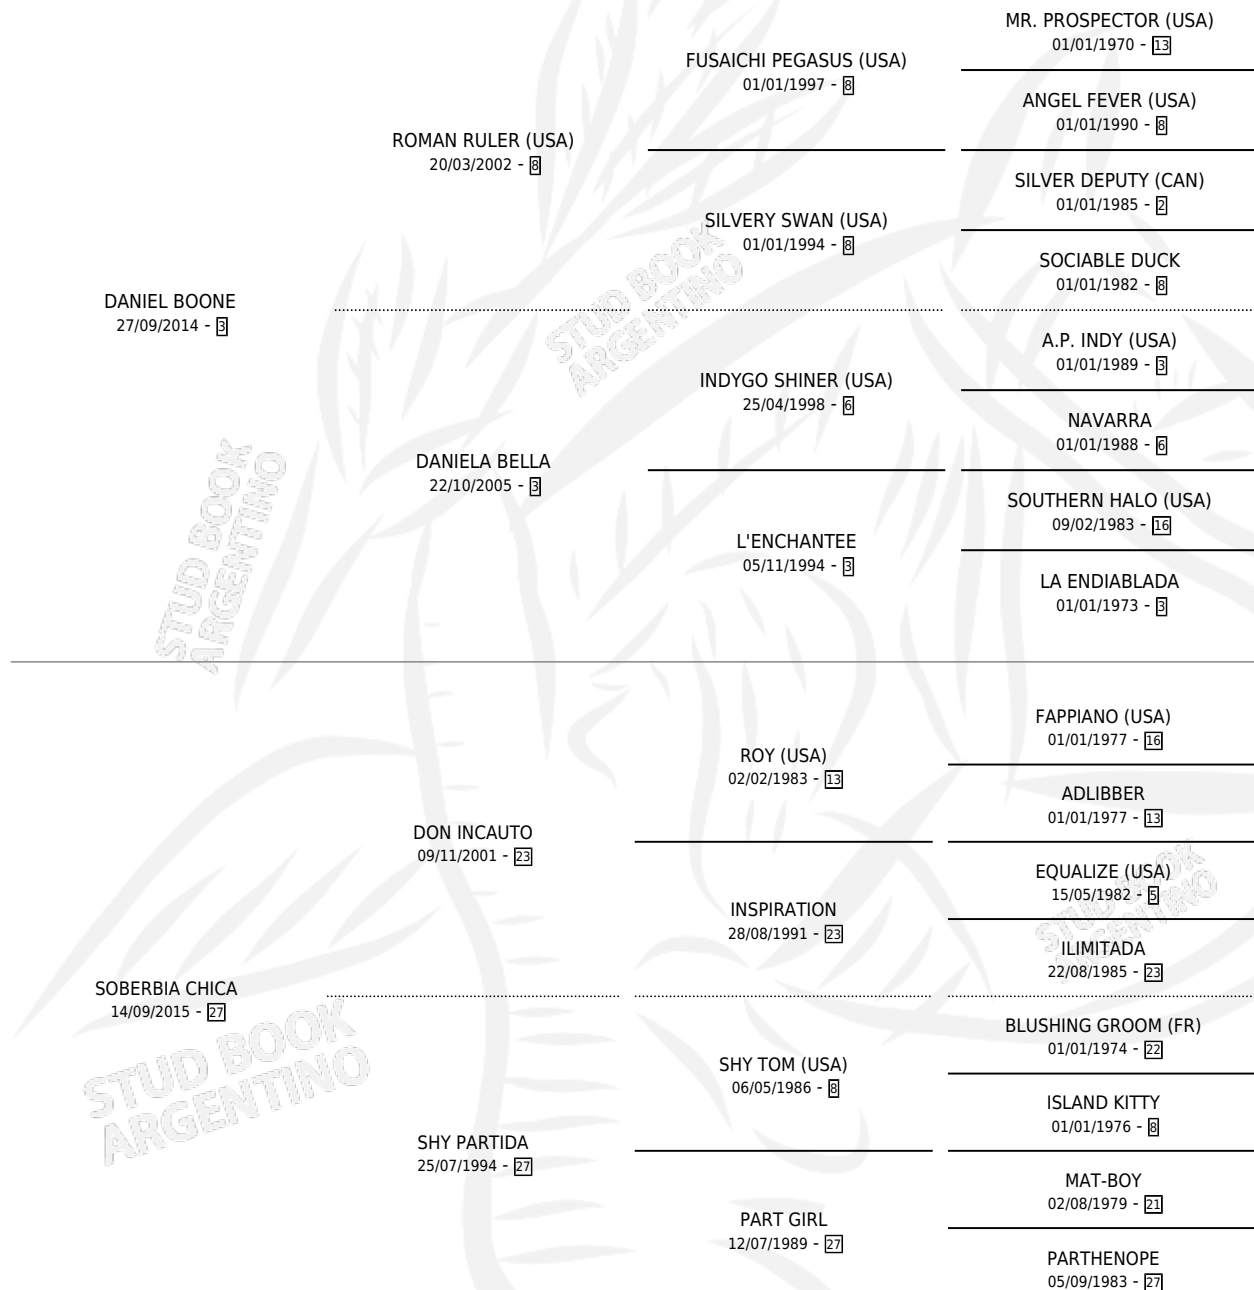 MR. PROSPECTOR (USA)
01/01/1970 - 13
FUSAICHI PEGASUS (USA)
01/01/1997 - 8
ANGEL FEVER (USA)
01/01/1990 - 8
ROMAN RULER (USA)
20/03/2002 - 8
SILVER DEPUTY (CAN)
01/01/1985 - 2
SILVERY SWAN (USA)
01/01/1994 - 8
SOCIABLE DUCK
01/01/1982 - 8
DANIEL BOONE
27/09/2014 - 3
A.P. INDY (USA)
01/01/1989 - 3
INDYGO SHINER (USA)
25/04/1998 - 6
NAVARRA
01/01/1988 - 6
DANIELA BELLA
22/10/2005 - 3
SOUTHERN HALO (USA)
09/02/1983 - 16
L'ENCHANTEE
05/11/1994 - 3
LA ENDIABLADA
01/01/1973 - 3
FAPPIANO (USA)
01/01/1977 - 16
ROY (USA)
02/02/1983 - 13
ADLIBBER
01/01/1977 - 13
DON INCAUTO
09/11/2001 - 23
EQUALIZE (USA)
15/05/1982 - 5
INSPIRATION
28/08/1991 - 23
ILIMITADA
22/08/1985 - 23
SOBERBIA CHICA
14/09/2015 - 27
BLUSHING GROOM (FR)
01/01/1974 - 22
SHY TOM (USA)
06/05/1986 - 8
ISLAND KITTY
01/01/1976 - 8
SHY PARTIDA
25/07/1994 - 27
MAT-BOY
02/08/1979 - 21
PART GIRL
12/07/1989 - 27
PARTHENOPE
05/09/1983 - 27
STUD BOOK
ARGENTINO
STUD BOOK
ARGENTINO
STUD BOOK
ARGENTINO
STUD BOOK
ARGENTINO